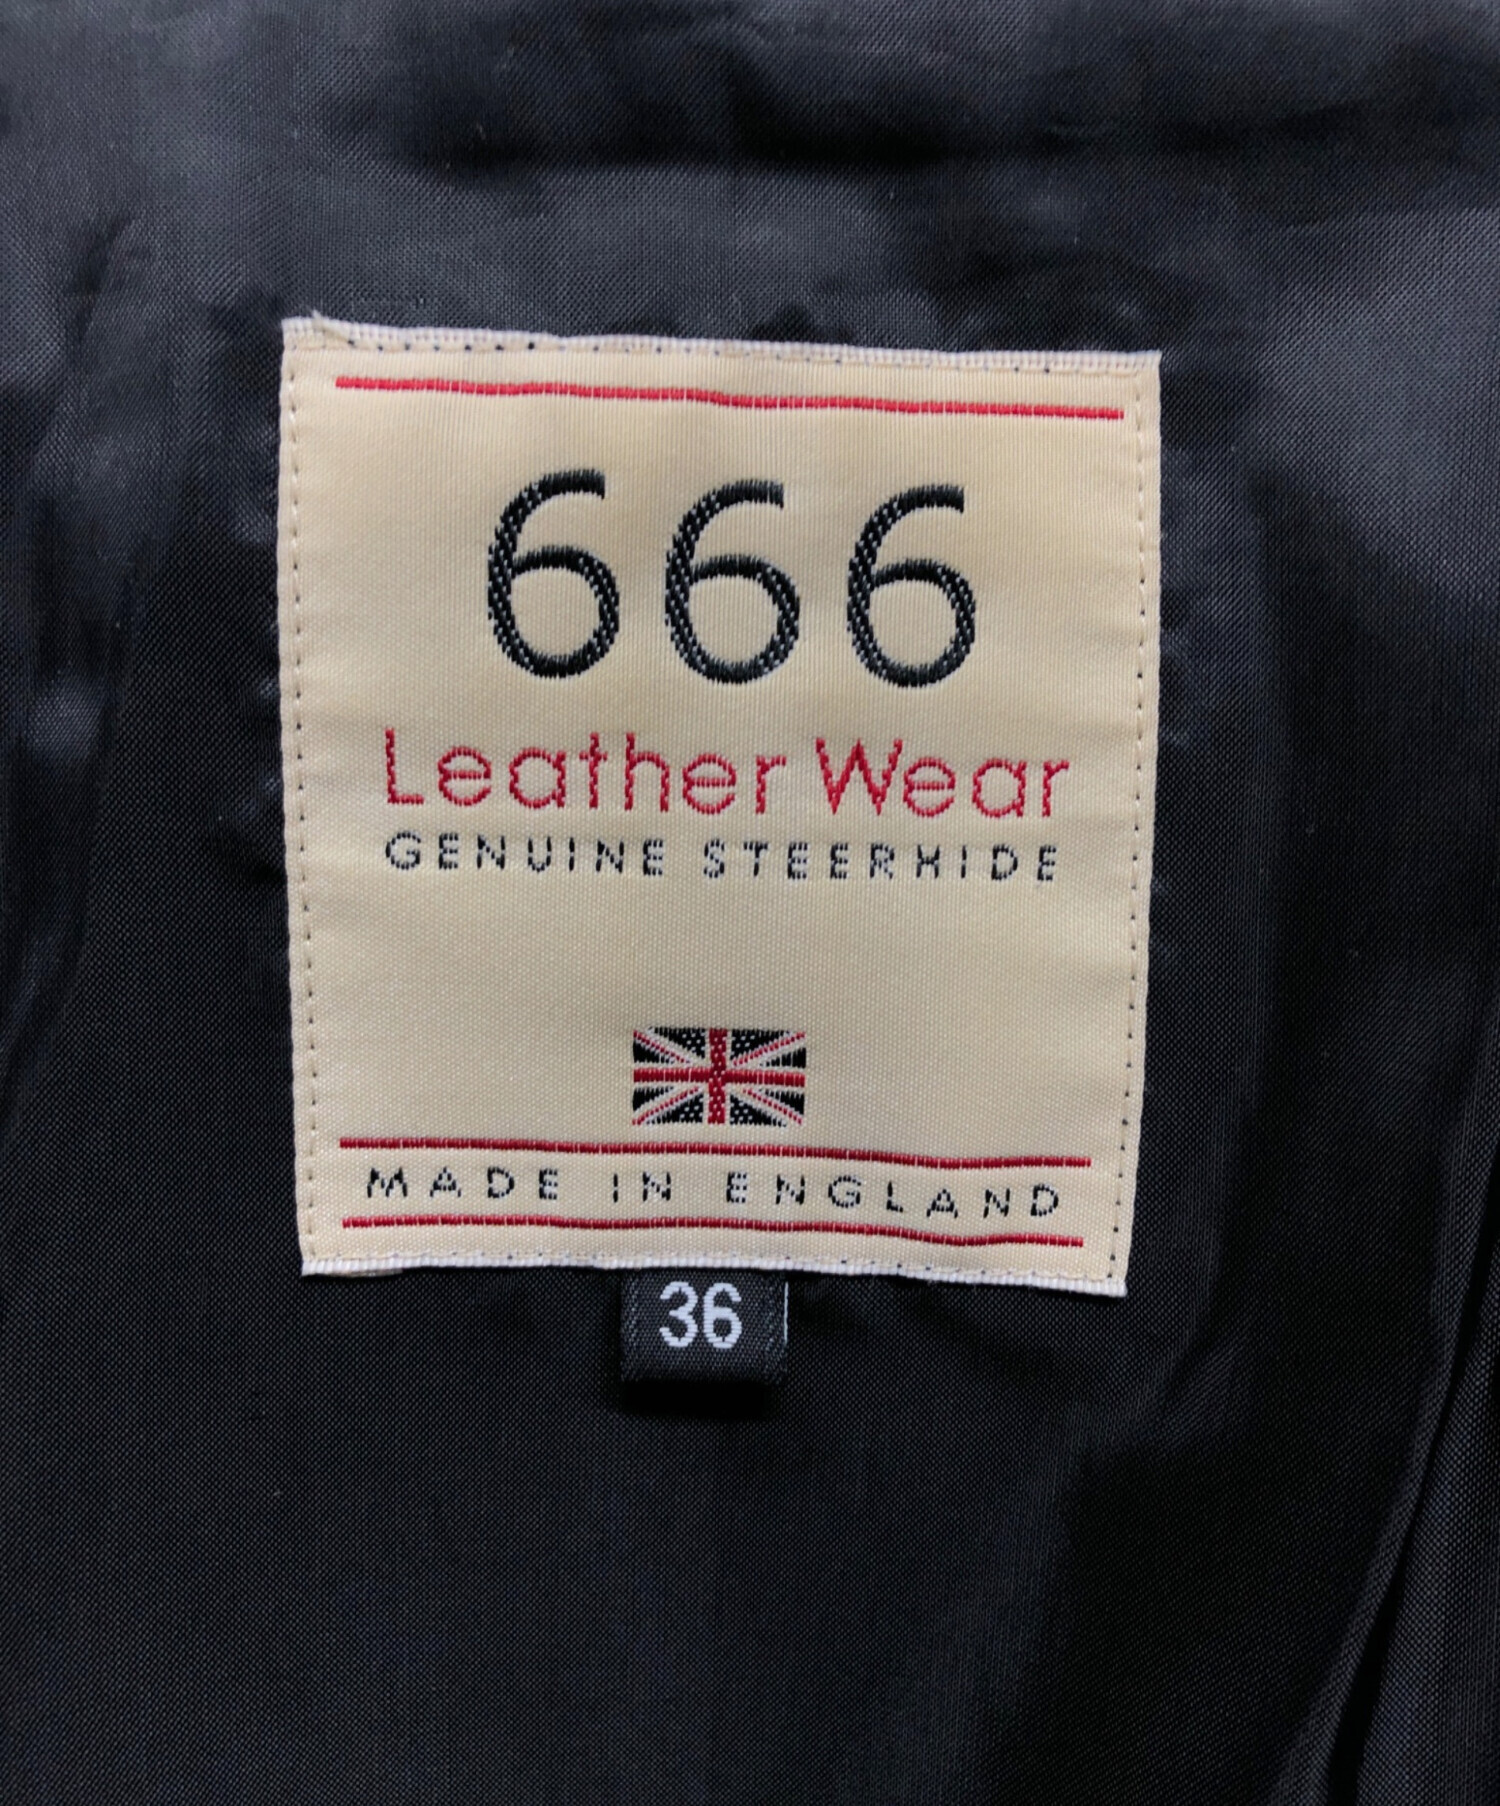 666
Leather Wear
GENUINE STEERHIDE
MADE IN ENGLAND
36